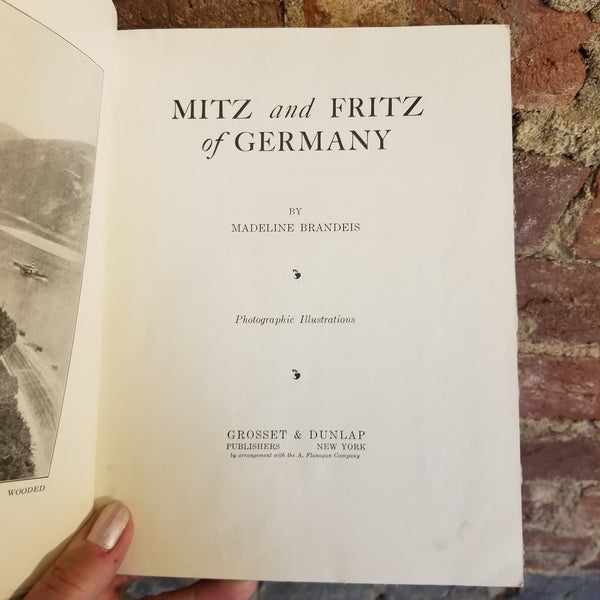 WOODED
MITZ and FRITZ
of GERMANY
BY
MADELINE BRANDEIS
Photographic Illustrations
GROSSET & DUNLAP
PUBLISHERS NEW YORK
by arrangement with the A. Flanagan Company